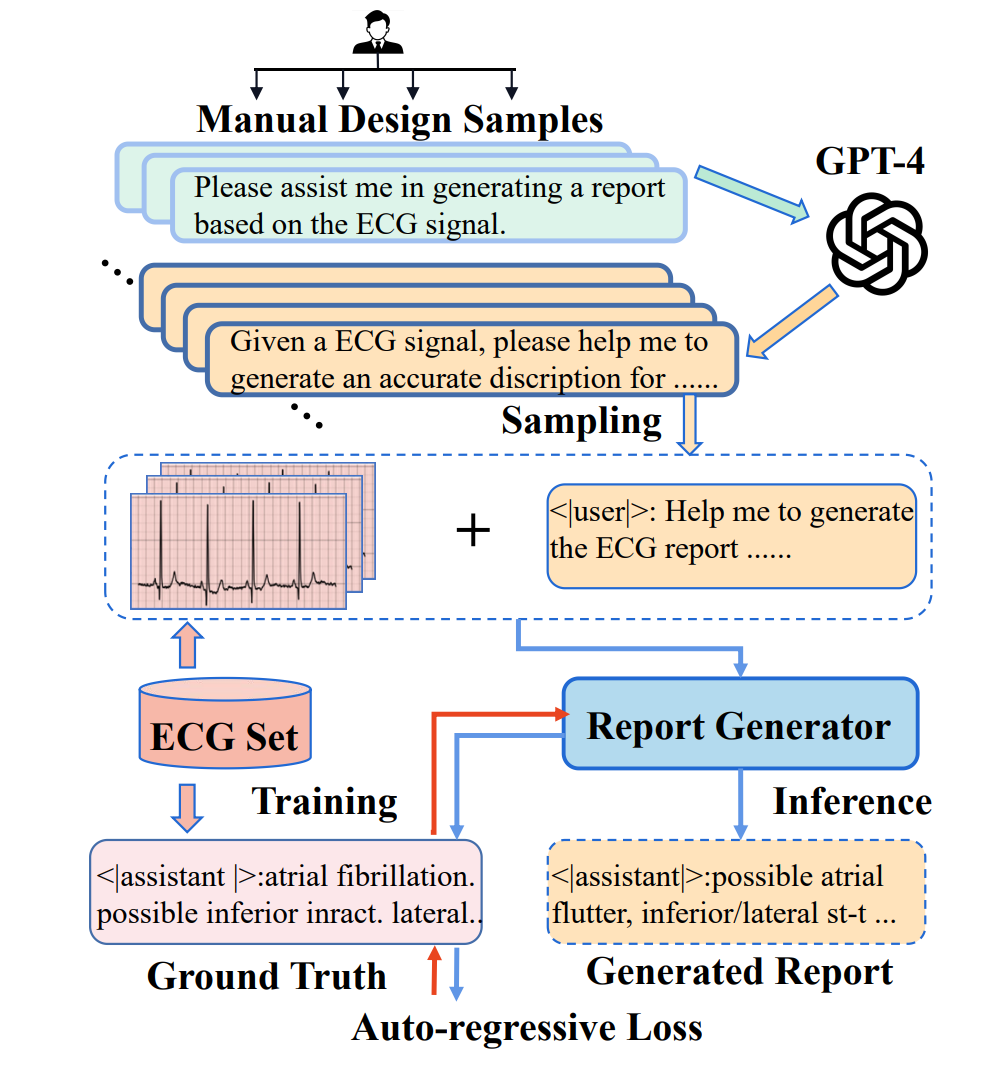 Manual Design Samples
GPT-4
Please assist me in generating a report
based on the ECG signal.
Given a ECG signal, please help me to
generate an accurate discription for ......
Sampling
+
<|user|>: Help me to generate
the ECG report ......
ECG Set
Report Generator
Training
Inference
<|assistant |>:atrial fibrillation.
possible inferior inract. lateral..
<|assistant|>:possible atrial
flutter, inferior/lateral st-t ...
Ground Truth
Generated Report
Auto-regressive Loss